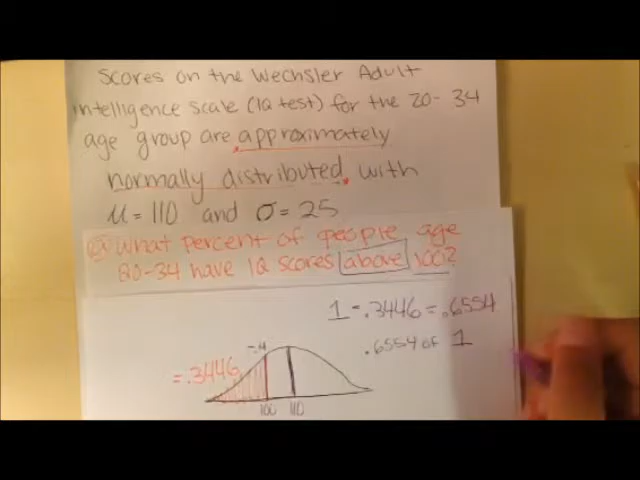 Scores on the Wechsler Adult
intelligence scale (IQ test) for the 20-34
age group are approximately
normally distributed with
μ = 110 and σ = 25
ⓐ What percent of people age
20-34 have IQ scores above 100?
1 - .3446 = .6554
.6554 of 1
-.4
= .3446
100 110